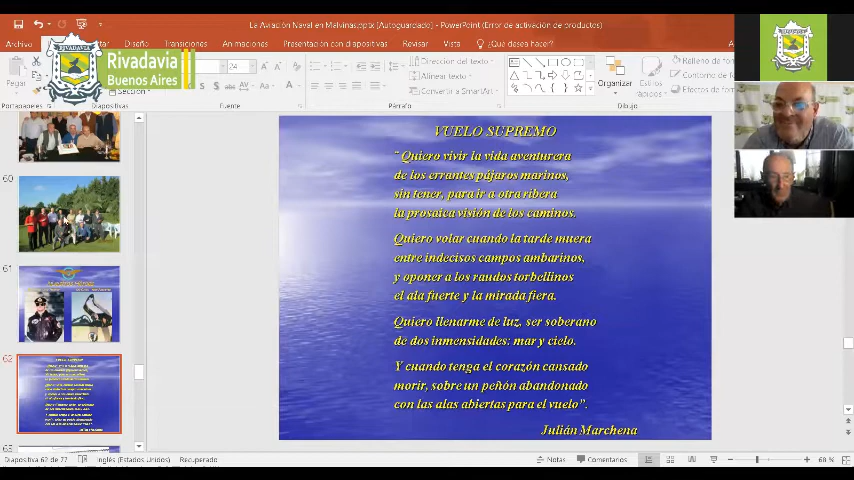 La Aviación Naval en Malvinas.pptx [Autoguardado] - PowerPoint (Error de activación de productos)
Archivo
Transiciones
Animaciones
Presentación con diapositivas
Revisar
Vista
¿Qué desea hacer?
RIVADAVIA
Rivadavia
Buenos Aires
Pegar
Sección
24
Dirección del texto
Alinear texto
Convertir a SmartArt
Organizar
Estilos
rápidos
Relleno de
Contorno
Efectos de
Portapapeles
Diapositivas
Fuente
Párrafo
Dibujo
60
61
62
63
VUELO SUPREMO
¨Quiero vivir la vida aventurera
de los errantes pájaros marinos,
sin tener, para ir a otra ribera
la prosaica visión de los caminos.
Quiero volar cuando la tarde muera
entre indecisos campos ambarinos,
y oponer a los raudos torbellinos
el ala fuerte y la mirada fiera.
Quiero llenarme de luz, ser soberano
de dos inmensidades: mar y cielo.
Y cuando tenga el corazón cansado
morir, sobre un peñón abandonado
con las alas abiertas para el vuelo".
Julián Marchena
Diapositiva 62 de 72
Inglés (Estados Unidos)
Recuperado
Notas
Comentarios
68 %